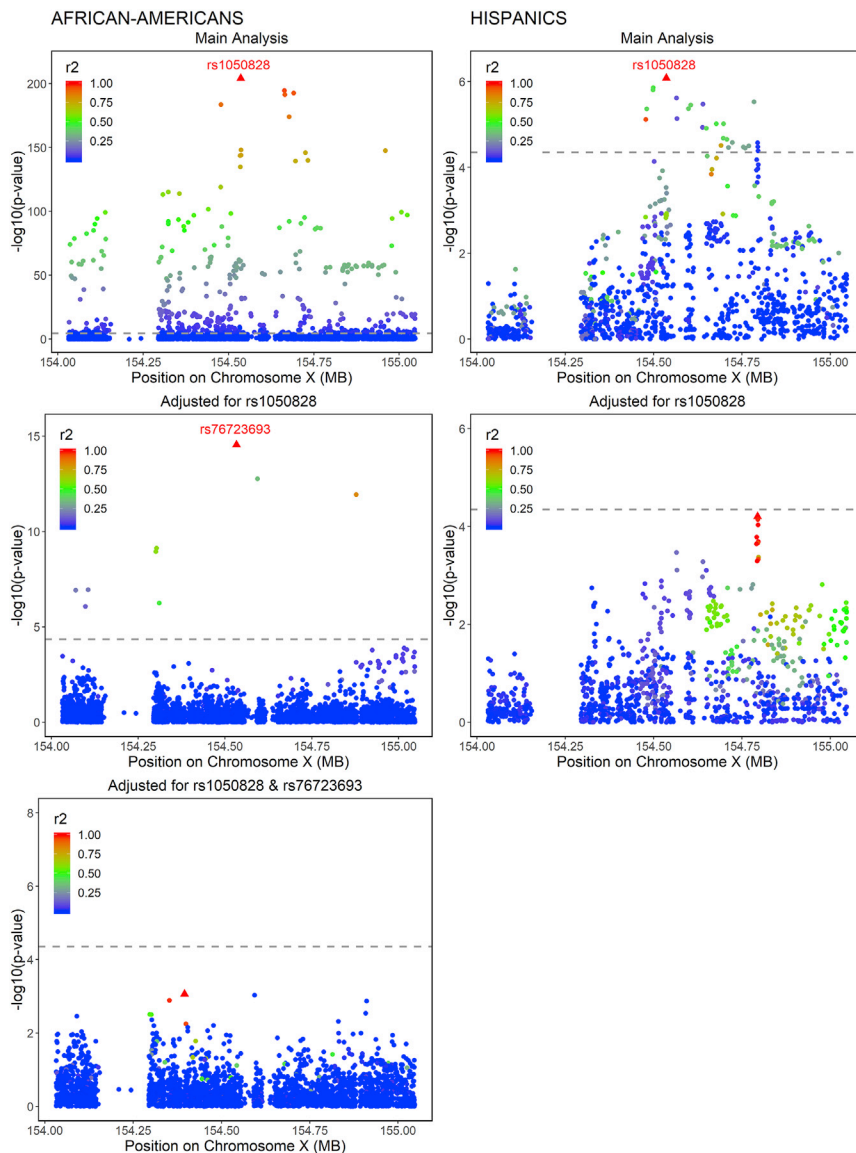 AFRICAN-AMERICANS
Main Analysis
rs1050828
r2
1.00
0.75
0.50
0.25
200
150
100
50
0
-log10(p-value)
154.00
154.25
154.50
154.75
155.00
Position on Chromosome X (MB)
HISPANICS
Main Analysis
rs1050828
r2
1.00
0.75
0.50
0.25
6
4
2
0
-log10(p-value)
154.00
154.25
154.50
154.75
155.00
Position on Chromosome X (MB)
Adjusted for rs1050828
rs76723693
r2
1.00
0.75
0.50
0.25
15
10
5
0
-log10(p-value)
154.00
154.25
154.50
154.75
155.00
Position on Chromosome X (MB)
Adjusted for rs1050828
r2
1.00
0.75
0.50
0.25
6
4
2
0
-log10(p-value)
154.00
154.25
154.50
154.75
155.00
Position on Chromosome X (MB)
Adjusted for rs1050828 & rs76723693
r2
1.00
0.75
0.50
0.25
8
6
4
2
0
-log10(p-value)
154.00
154.25
154.50
154.75
155.00
Position on Chromosome X (MB)